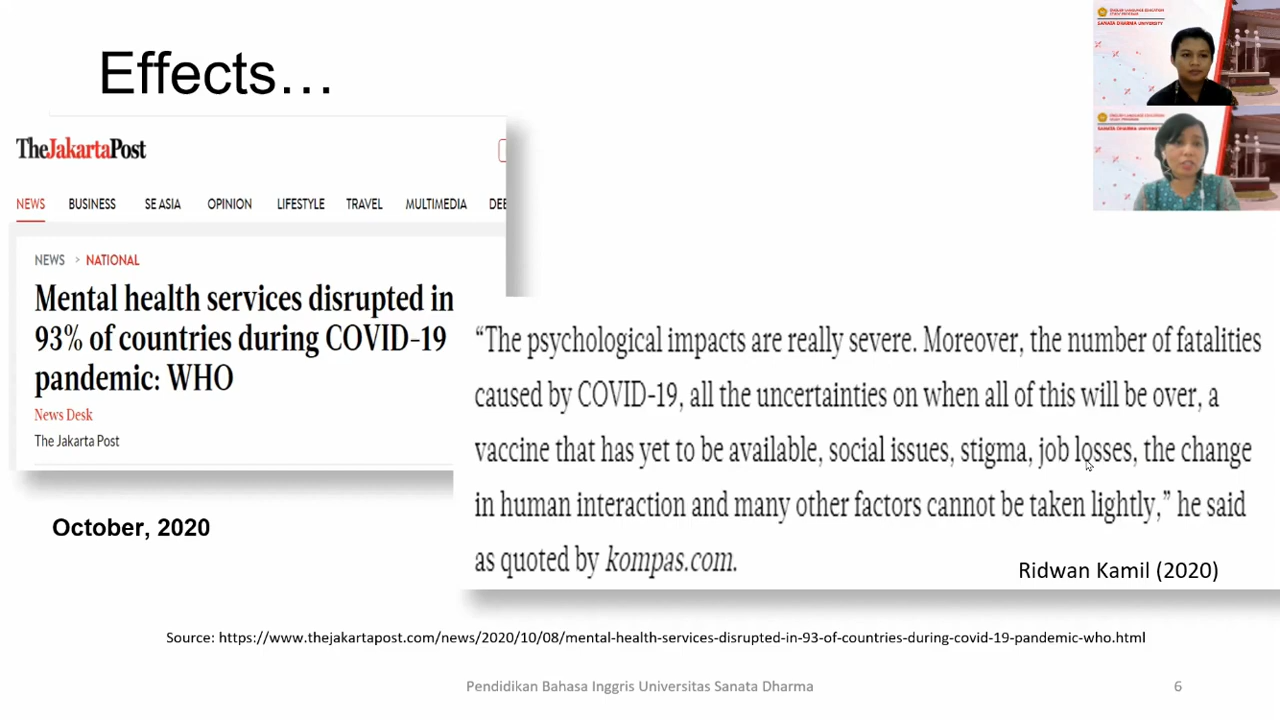 Effects…
TheJakartaPost
NEWS BUSINESS SE ASIA OPINION LIFESTYLE TRAVEL MULTIMEDIA DEE
NEWS > NATIONAL
Mental health services disrupted in
93% of countries during COVID-19
pandemic: WHO
News Desk
The Jakarta Post
October, 2020
“The psychological impacts are really severe. Moreover, the number of fatalities
caused by COVID-19, all the uncertainties on when all of this will be over, a
vaccine that has yet to be available, social issues, stigma, job losses, the change
in human interaction and many other factors cannot be taken lightly,” he said
as quoted by kompas.com.
Ridwan Kamil (2020)
Source: https://www.thejakartapost.com/news/2020/10/08/mental-health-services-disrupted-in-93-of-countries-during-covid-19-pandemic-who.html
Pendidikan Bahasa Inggris Universitas Sanata Dharma
6
SANATA DHARMA UNIVERSITY